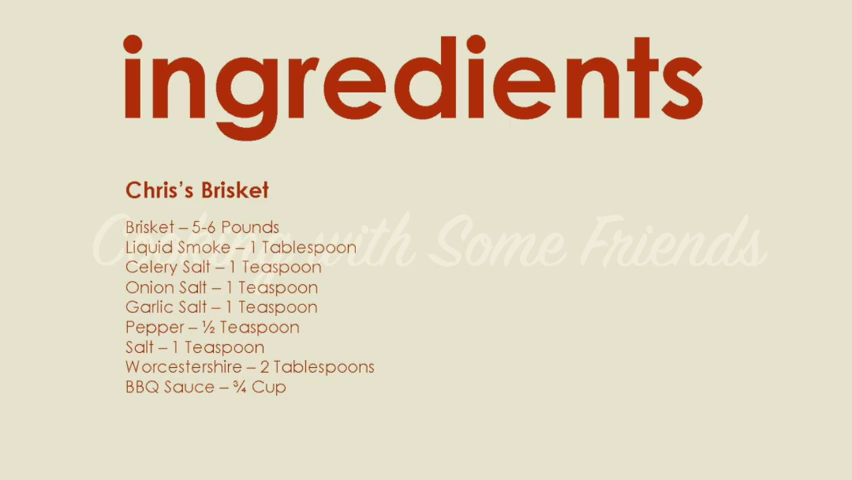 ingredients
Chris's Brisket
Cooking with Some Friends
Brisket – 5-6 Pounds
Liquid Smoke – 1 Tablespoon
Celery Salt – 1 Teaspoon
Onion Salt – 1 Teaspoon
Garlic Salt – 1 Teaspoon
Pepper – ½ Teaspoon
Salt – 1 Teaspoon
Worcestershire – 2 Tablespoons
BBQ Sauce – ¾ Cup